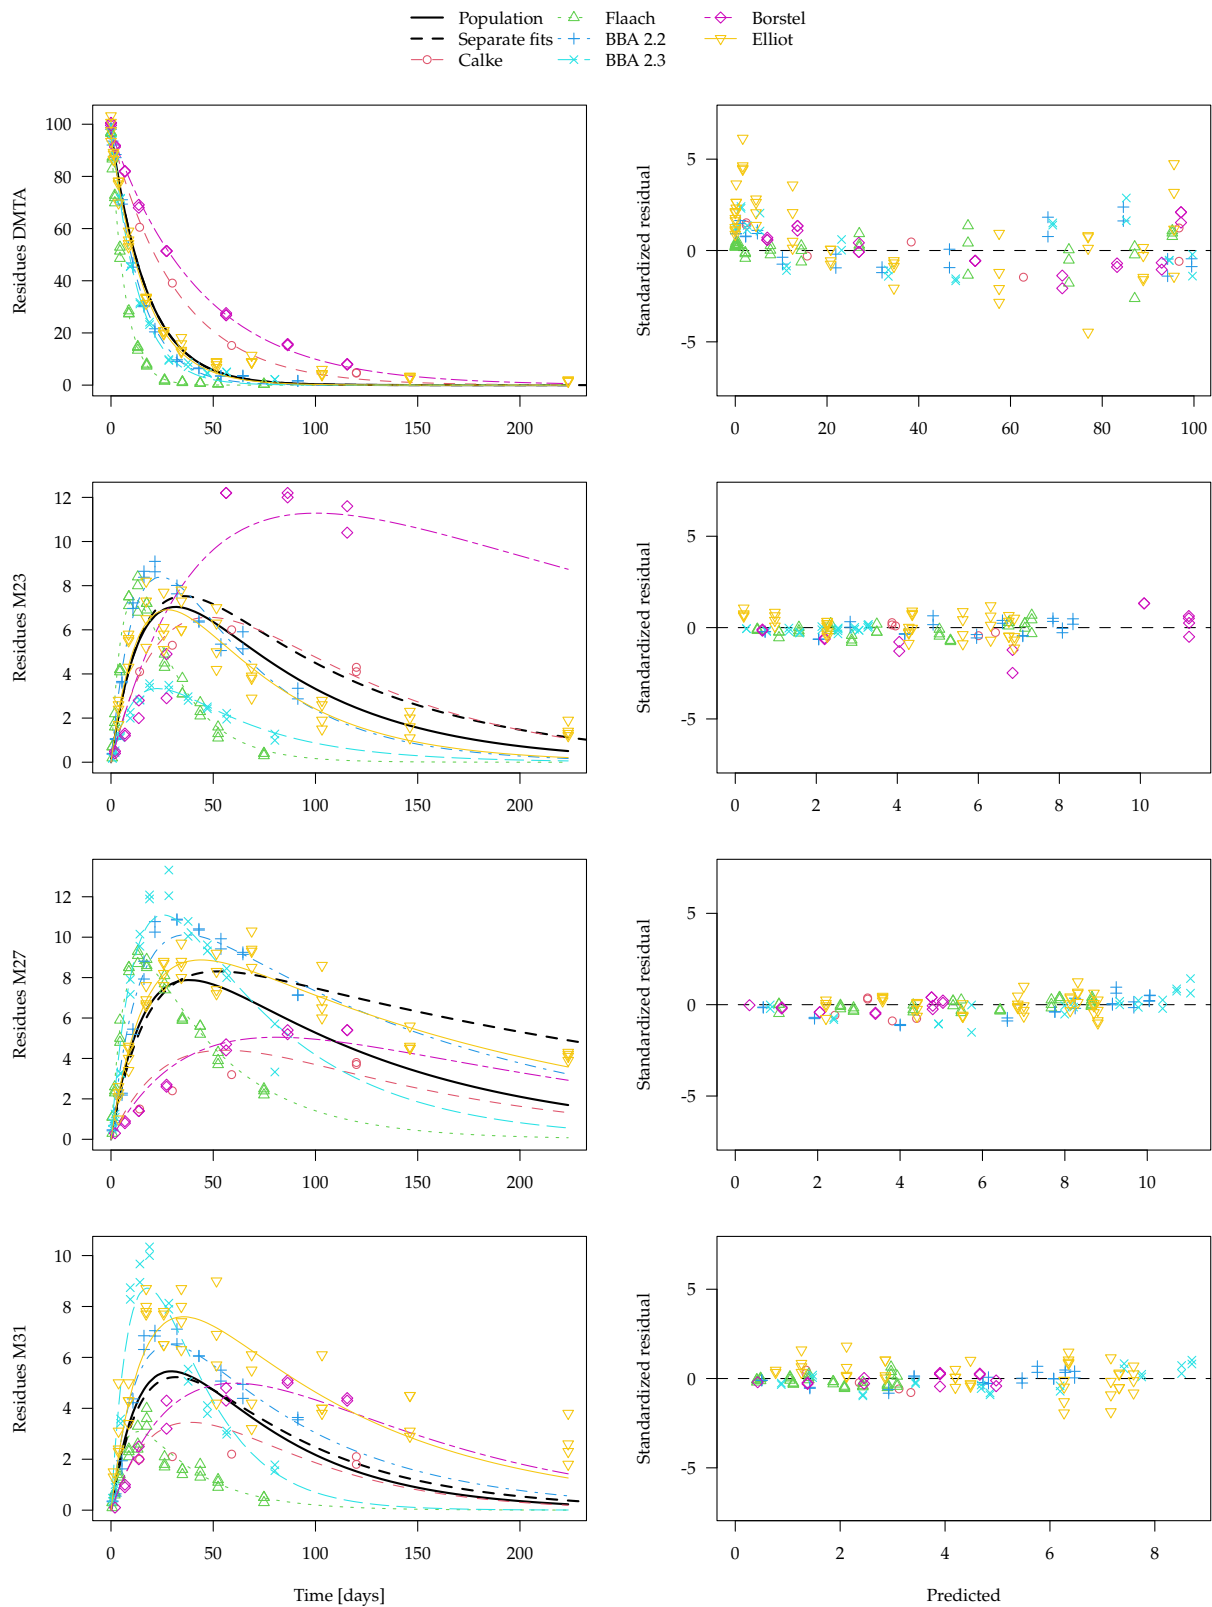 Population Flaach Borstel
Separate fits BBA 2.2 Elliot
Calke BBA 2.3
Residues DMTA
100
80
60
40
20
0
0 50 100 150 200
Standardized residual
5
0
-5
0 20 40 60 80 100
Residues M23
12
10
8
6
4
2
0
0 50 100 150 200
Standardized residual
5
0
-5
0 2 4 6 8 10
Residues M27
12
10
8
6
4
2
0
0 50 100 150 200
Standardized residual
5
0
-5
0 2 4 6 8 10
Residues M31
10
8
6
4
2
0
0 50 100 150 200
Time [days]
Standardized residual
5
0
-5
0 2 4 6 8
Predicted